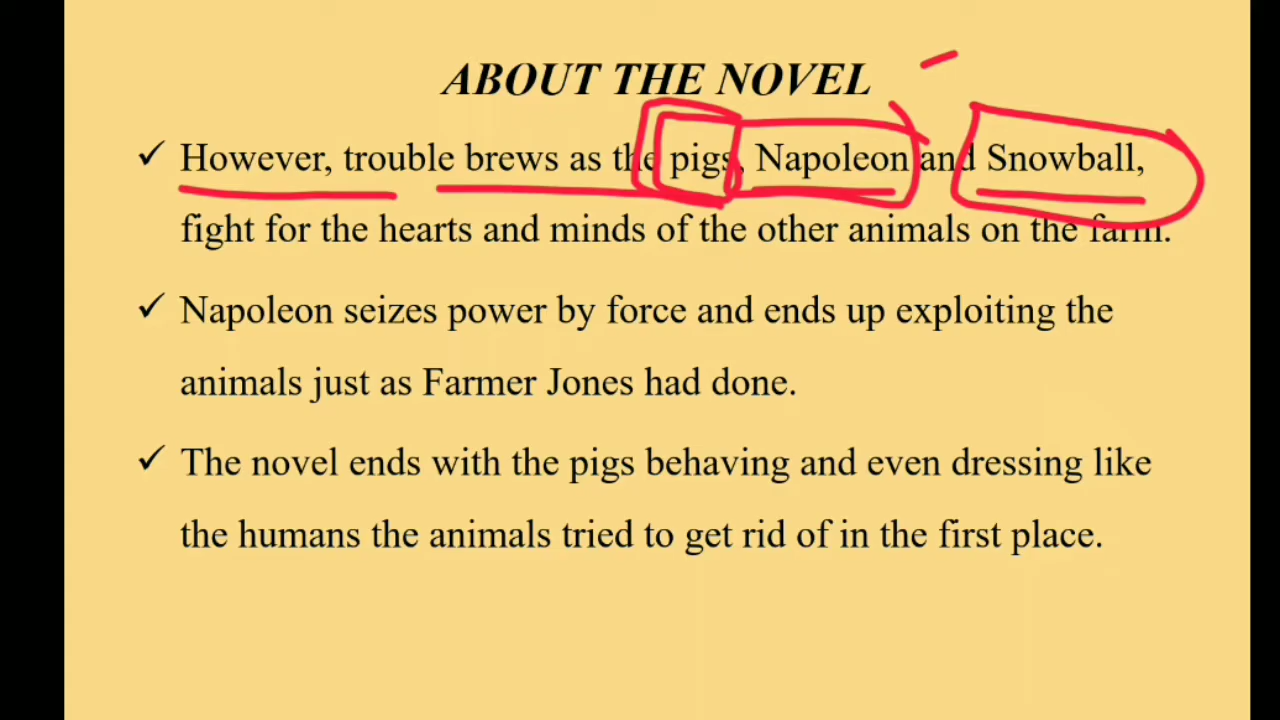 ABOUT THE NOVEL
✓ However, trouble brews as the pigs, Napoleon and Snowball,
fight for the hearts and minds of the other animals on the farm.
✓ Napoleon seizes power by force and ends up exploiting the
animals just as Farmer Jones had done.
✓ The novel ends with the pigs behaving and even dressing like
the humans the animals tried to get rid of in the first place.